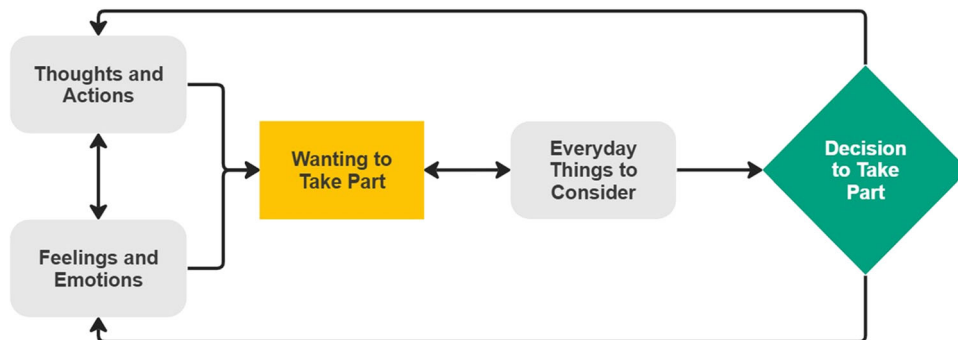 Thoughts and
Actions
Feelings and
Emotions
Wanting to
Take Part
Everyday
Things to
Consider
Decision
to Take
Part